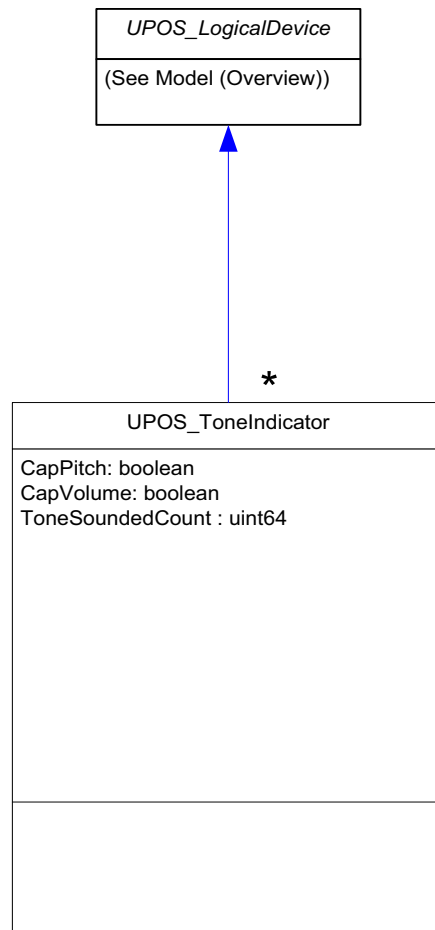 UPOS_LogicalDevice
(See Model (Overview))
*
UPOS_ToneIndicator
CapPitch: boolean
CapVolume: boolean
ToneSoundedCount : uint64